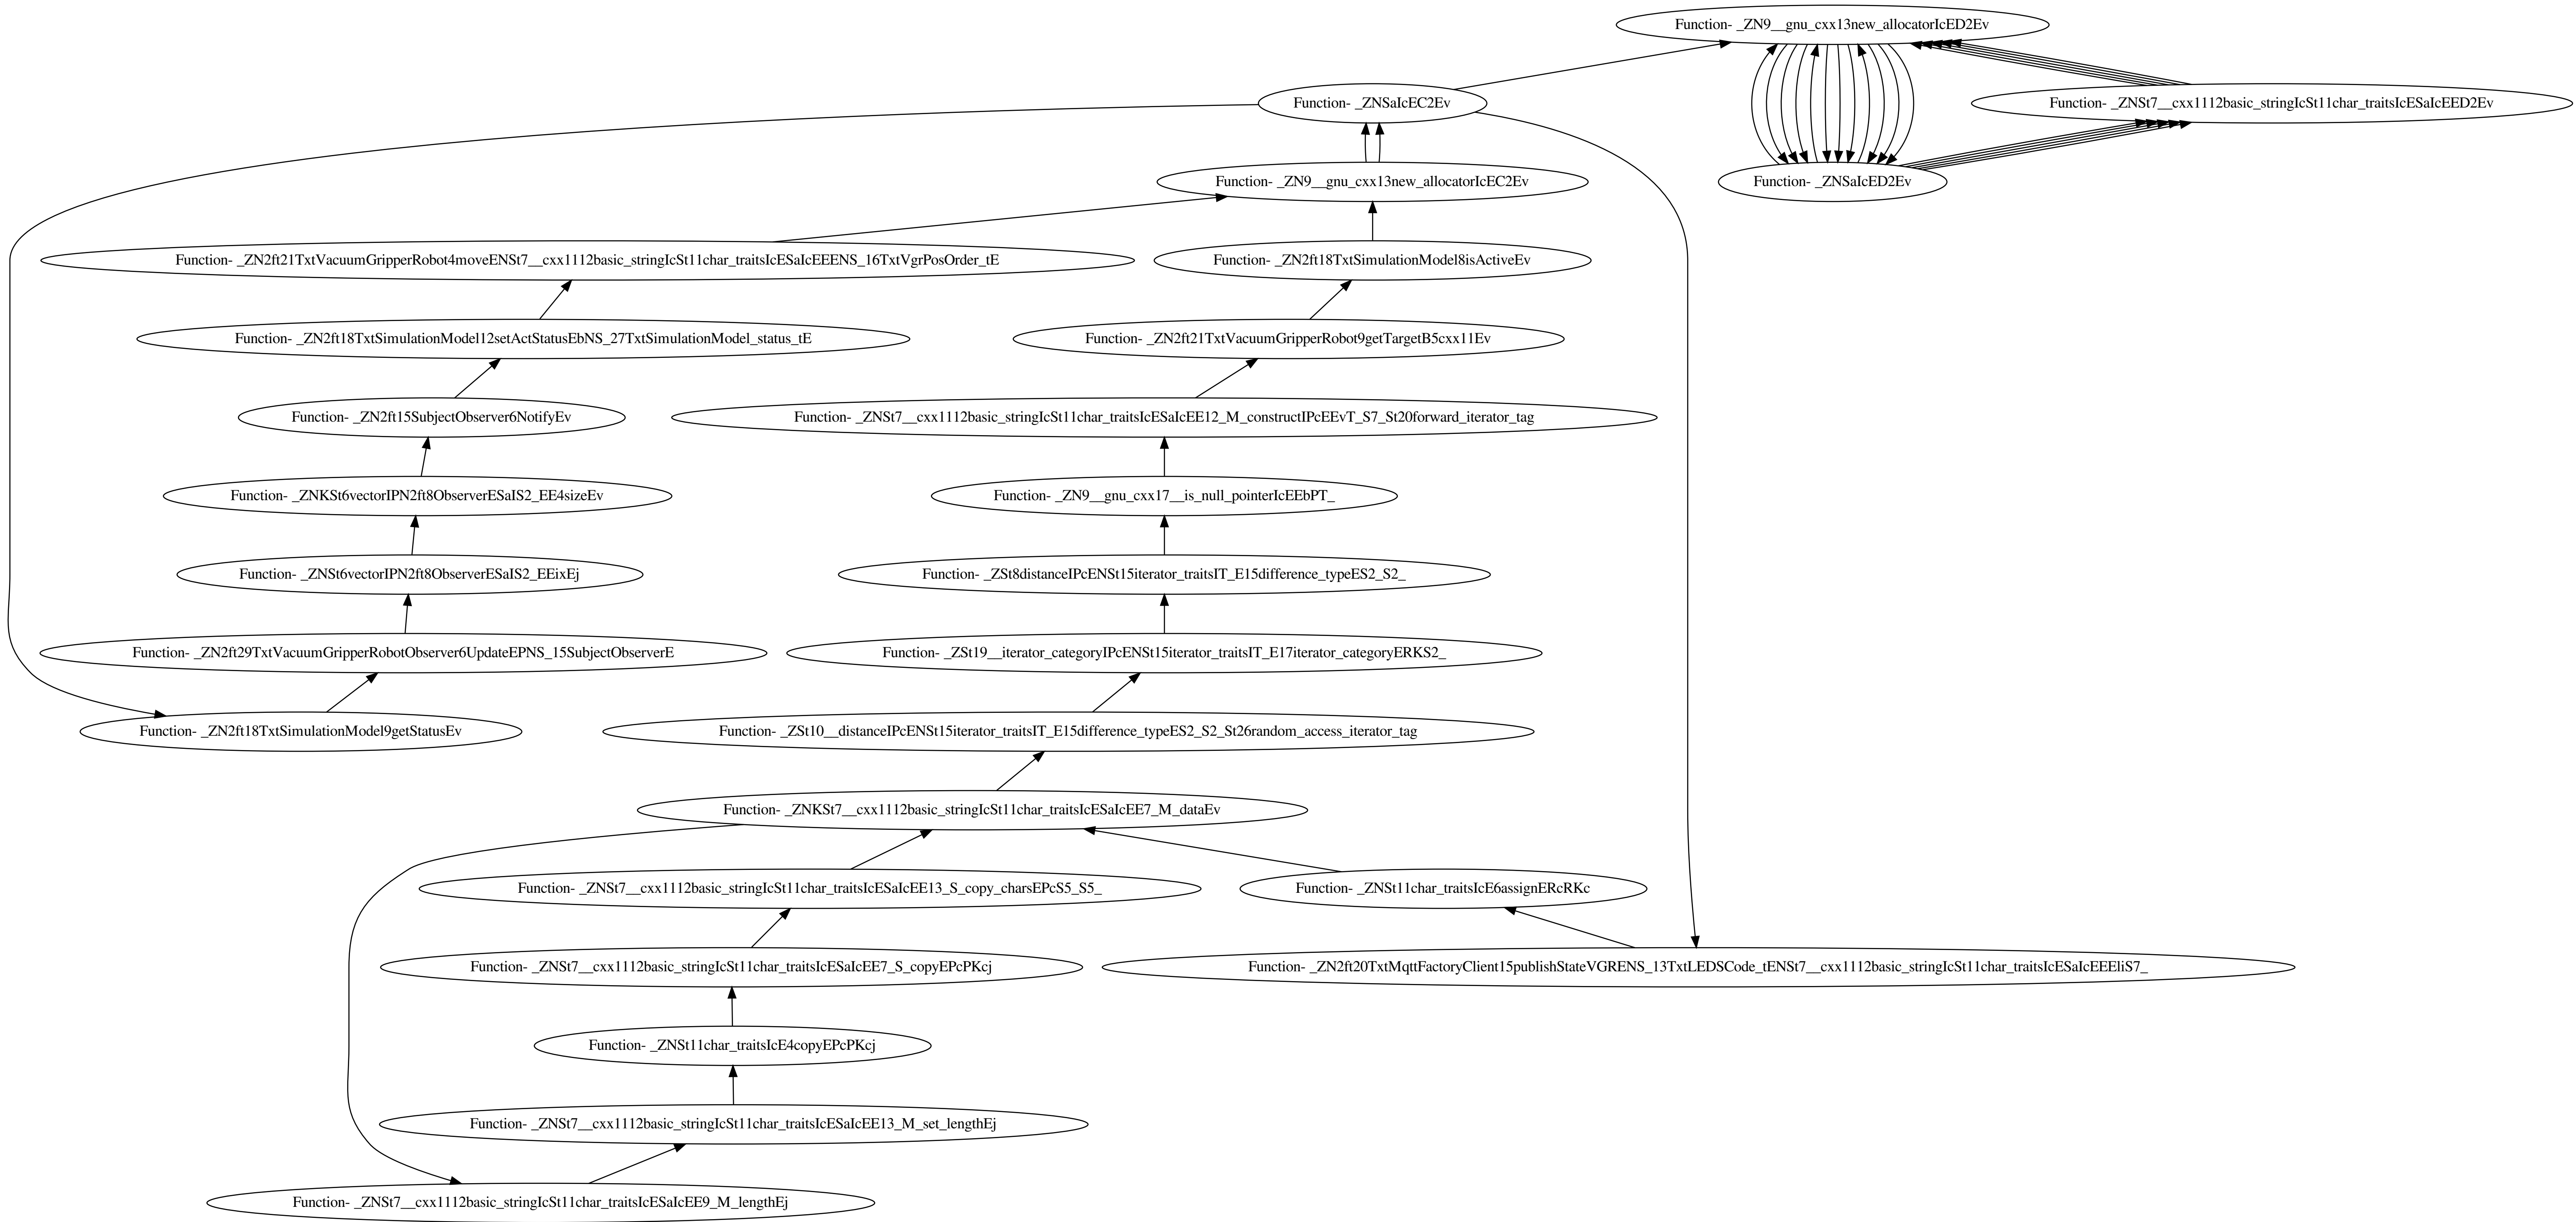 Function- _ZN9__gnu_cxx13new_allocatorIcED2Ev
Function- _ZNSaIcEC2Ev
Function- _ZNSt7__cxx1112basic_stringIcSt11char_traitsIcESaIcEED2Ev
Function- _ZN9__gnu_cxx13new_allocatorIcEC2Ev
Function- _ZNSaIcED2Ev
Function- _ZN2ft21TxtVacuumGripperRobot4moveENSt7__cxx1112basic_stringIcSt11char_traitsIcESaIcEEENS_16TxtVgrPosOrder_tE
Function- _ZN2ft18TxtSimulationModel8isActiveEv
Function- _ZN2ft18TxtSimulationModel12setActStatusEbNS_27TxtSimulationModel_status_tE
Function- _ZN2ft21TxtVacuumGripperRobot9getTargetB5cxx11Ev
Function- _ZN2ft15SubjectObserver6NotifyEv
Function- _ZNSt7__cxx1112basic_stringIcSt11char_traitsIcESaIcEE12_M_constructIPcEEvT_S7_St20forward_iterator_tag
Function- _ZNKSt6vectorIPN2ft8ObserverESaIS2_EE4sizeEv
Function- _ZN9__gnu_cxx17__is_null_pointerIcEEbPT_
Function- _ZNSt6vectorIPN2ft8ObserverESaIS2_EEixEj
Function- _ZSt8distanceIPcENSt15iterator_traitsIT_E15difference_typeES2_S2_
Function- _ZN2ft29TxtVacuumGripperRobotObserver6UpdateEPNS_15SubjectObserverE
Function- _ZSt19__iterator_categoryIPcENSt15iterator_traitsIT_E17iterator_categoryERKS2_
Function- _ZN2ft18TxtSimulationModel9getStatusEv
Function- _ZSt10__distanceIPcENSt15iterator_traitsIT_E15difference_typeES2_S2_St26random_access_iterator_tag
Function- _ZNKSt7__cxx1112basic_stringIcSt11char_traitsIcESaIcEE7_M_dataEv
Function- _ZNSt7__cxx1112basic_stringIcSt11char_traitsIcESaIcEE13_S_copy_charsEPcS5_S5_
Function- _ZNSt11char_traitsIcE6assignERcRKc
Function- _ZNSt7__cxx1112basic_stringIcSt11char_traitsIcESaIcEE7_S_copyEPcPKcj
Function- _ZN2ft20TxtMqttFactoryClient15publishStateVGRENS_13TxtLEDSCode_tENSt7__cxx1112basic_stringIcSt11char_traitsIcESaIcEEEliS7_
Function- _ZNSt11char_traitsIcE4copyEPcPKcj
Function- _ZNSt7__cxx1112basic_stringIcSt11char_traitsIcESaIcEE13_M_set_lengthEj
Function- _ZNSt7__cxx1112basic_stringIcSt11char_traitsIcESaIcEE9_M_lengthEj